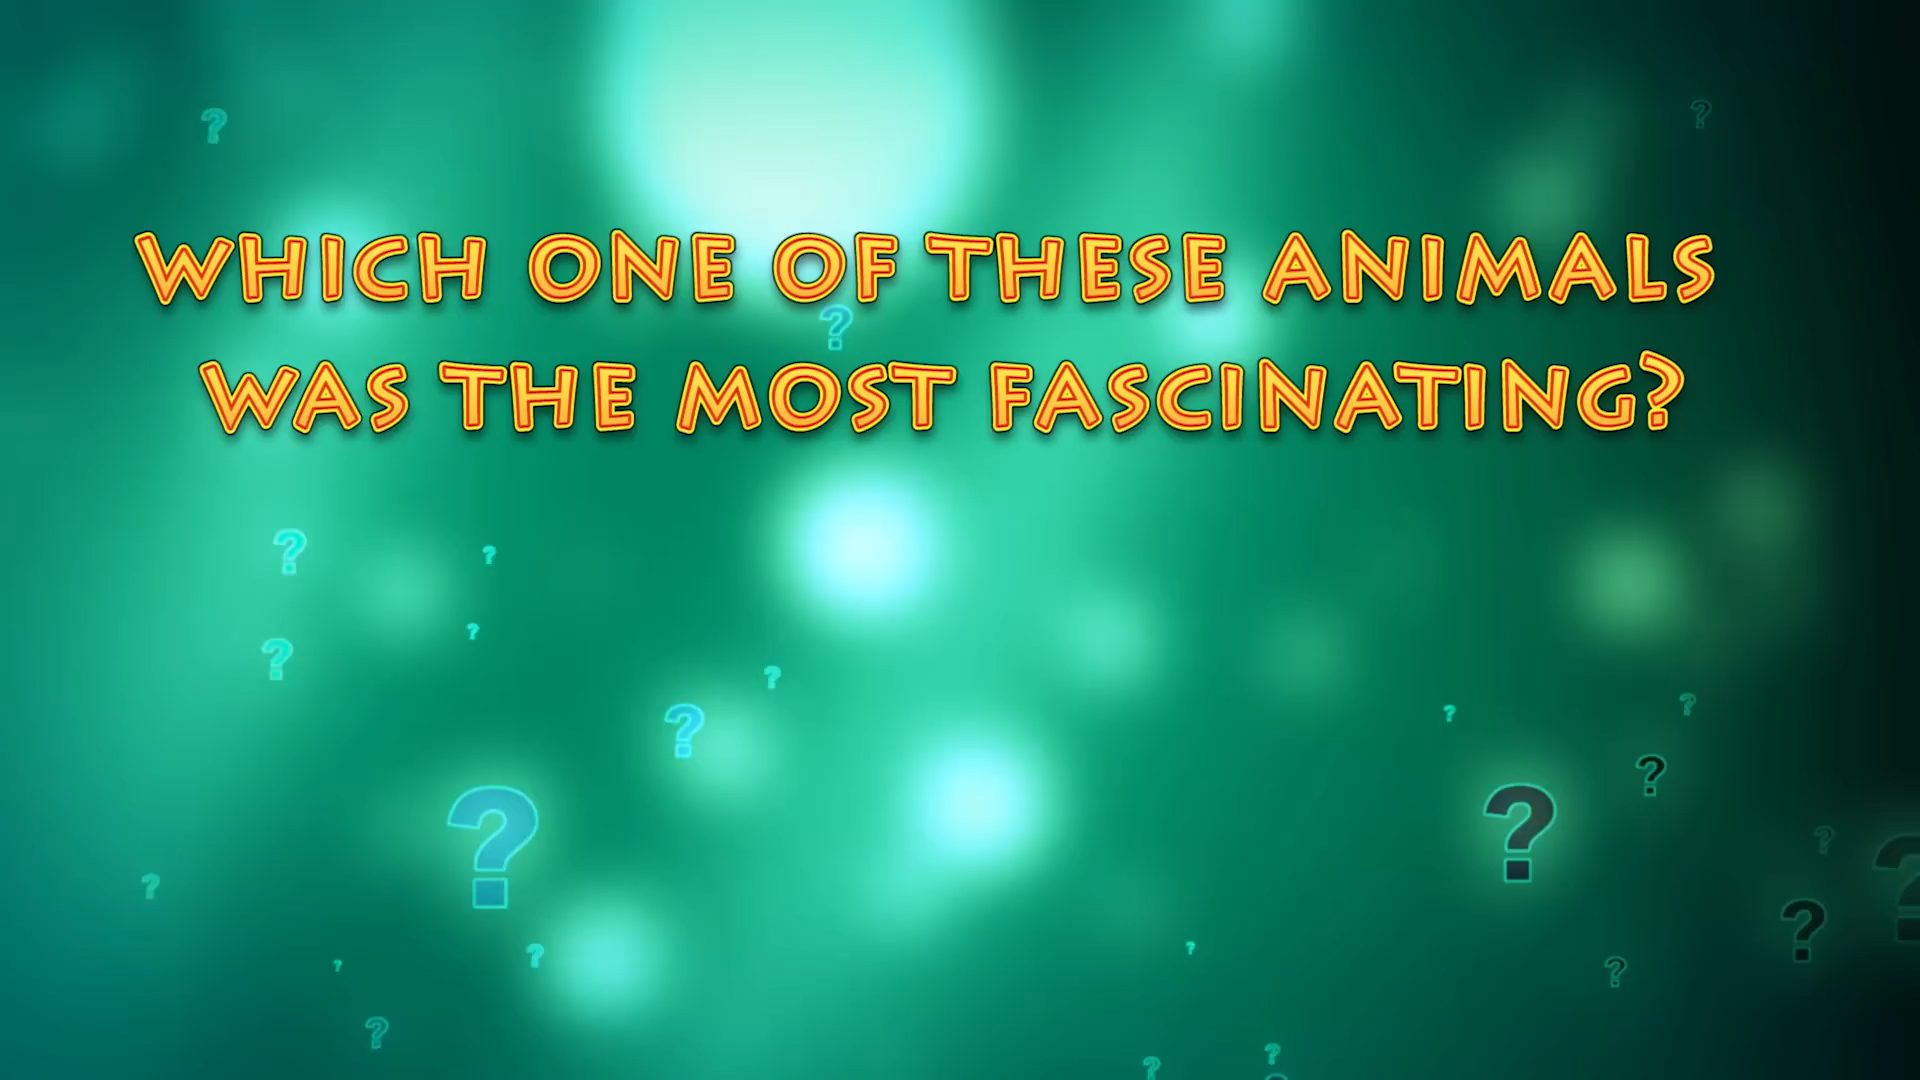 WHICH ONE OF THESE ANIMALS
WAS THE MOST FASCINATING?